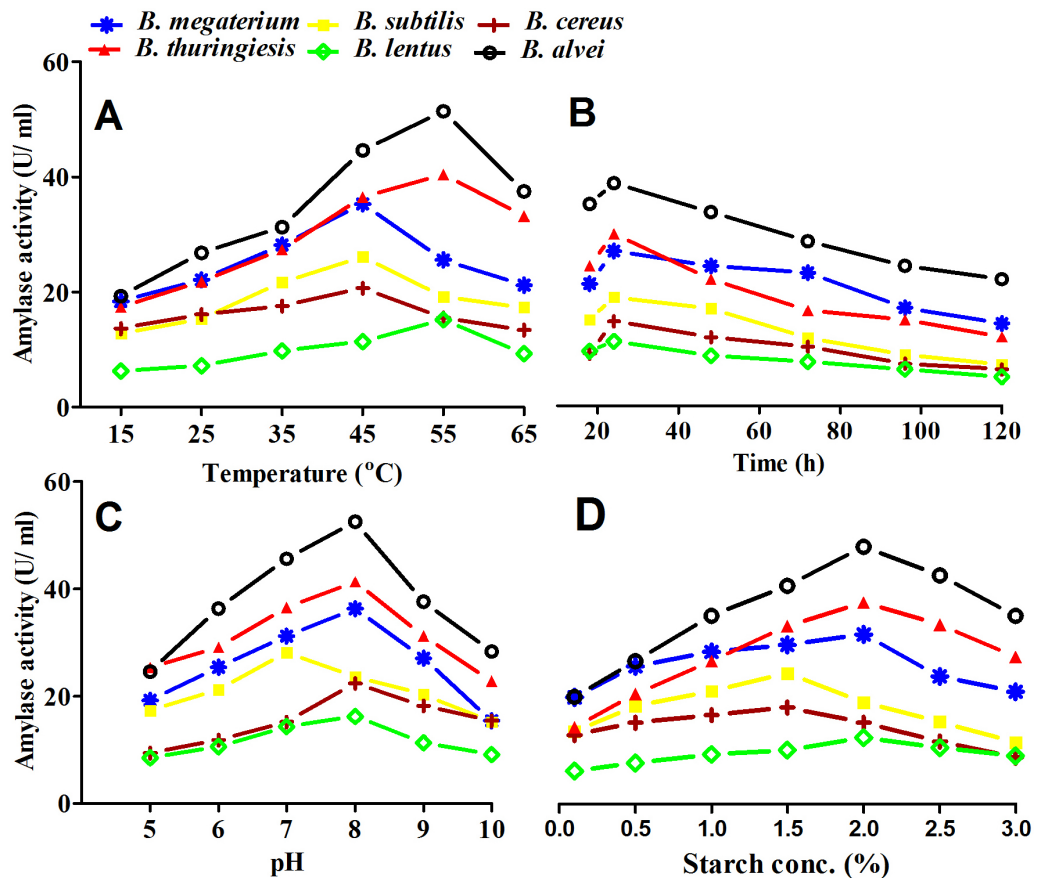 B. megaterium B. subtilis B. cereus
B. thuringiesis B. lentus B. alvei
A
Amylase activity (U/ ml)
60
40
20
0
15 25 35 45 55 65
Temperature (°C)
B
20 40 60 80 100 120
Time (h)
C
Amylase activity (U/ ml)
60
40
20
0
5 6 7 8 9 10
pH
D
0.0 0.5 1.0 1.5 2.0 2.5 3.0
Starch conc. (%)